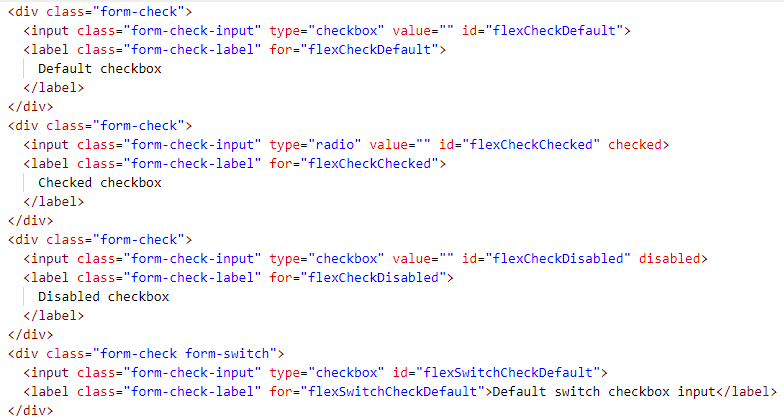 <div class="form-check">
  <input class="form-check-input" type="checkbox" value="" id="flexCheckDefault">
  <label class="form-check-label" for="flexCheckDefault">
    Default checkbox
  </label>
</div>
<div class="form-check">
  <input class="form-check-input" type="radio" value="" id="flexCheckChecked" checked>
  <label class="form-check-label" for="flexCheckChecked">
    Checked checkbox
  </label>
</div>
<div class="form-check">
  <input class="form-check-input" type="checkbox" value="" id="flexCheckDisabled" disabled>
  <label class="form-check-label" for="flexCheckDisabled">
    Disabled checkbox
  </label>
</div>
<div class="form-check form-switch">
  <input class="form-check-input" type="checkbox" id="flexSwitchCheckDefault">
  <label class="form-check-label" for="flexSwitchCheckDefault">Default switch checkbox input</label>
</div>